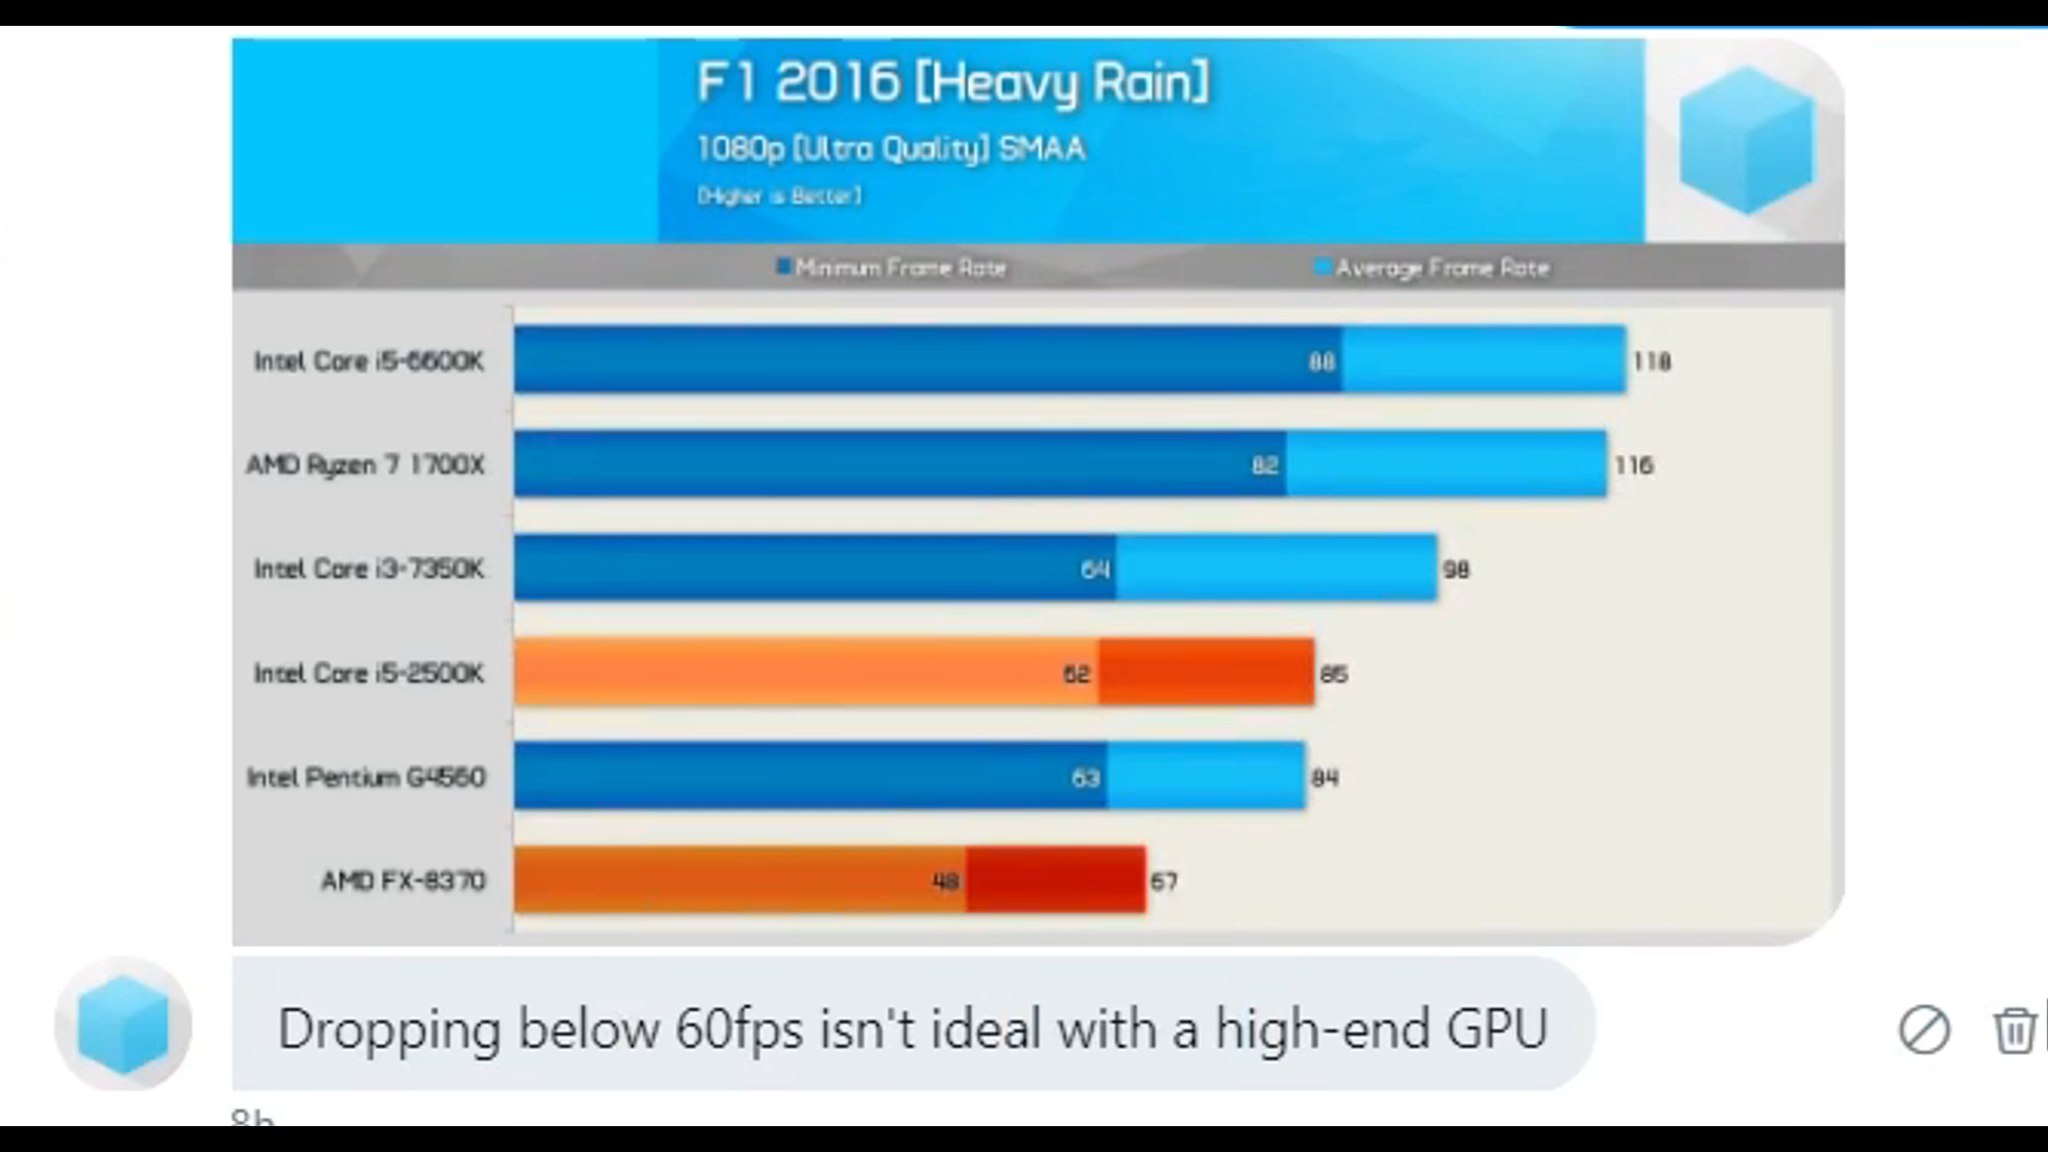 F1 2016 [Heavy Rain]
1080p [Ultra Quality] SMAA
[Higher is Better]
Minimum Frame Rate Average Frame Rate
Intel Core i5-6600K 88 118
AMD Ryzen 7 1700X 82 116
Intel Core i3-7350K 64 98
Intel Core i5-2500K 62 85
Intel Pentium G4560 63 84
AMD FX-8370 48 67
Dropping below 60fps isn't ideal with a high-end GPU
8h